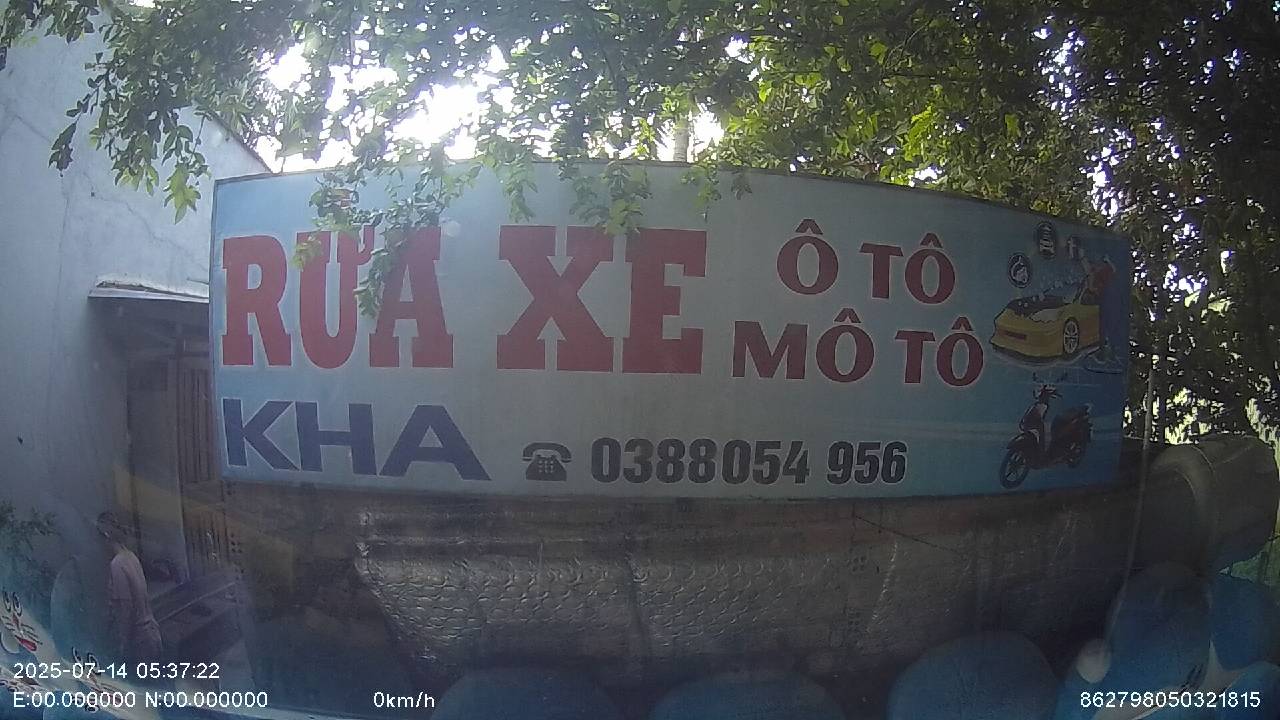 RỬA XE
Ô TÔ
MÔ TÔ
KHA
0388054 956
2025-07-14 05:37:22
E:00.000000 N:00.000000
0km/h
862798050321815